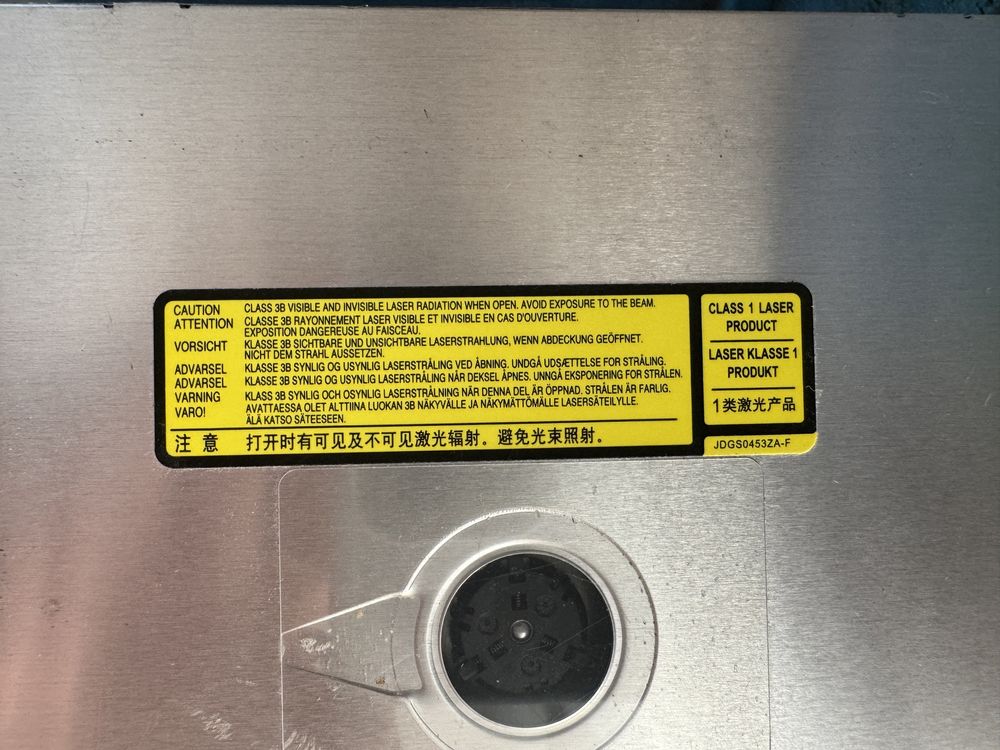 CAUTION CLASS 3B VISIBLE AND INVISIBLE LASER RADIATION WHEN OPEN. AVOID EXPOSURE TO THE BEAM.
ATTENTION CLASSE 3B RAYONNEMENT LASER VISIBLE ET INVISIBLE EN CAS D'OUVERTURE.
EXPOSITION DANGEREUSE AU FAISCEAU.
VORSICHT KLASSE 3B SICHTBARE UND UNSICHTBARE LASERSTRAHLUNG, WENN ABDECKUNG GEÖFFNET.
NICHT DEM STRAHL AUSSETZEN.
ADVARSEL KLASSE 3B SYNLIG OG USYNLIG LASERSTRÅLING VED ÅBNING. UNDGÅ UDSÆTTELSE FOR STRÅLING.
ADVARSEL KLASSE 3B SYNLIG OG USYNLIG LASERSTRÅLING NÅR DEKSEL ÅPNES. UNNGÅ EKSPONERING FOR STRÅLEN.
VARNING KLASS 3B SYNLIG OCH OSYNLIG LASERSTRÅLNING NÄR DENNA DEL ÄR ÖPPNAD. STRÅLEN ÄR FARLIG.
VARO! AVATTAESSA OLET ALTTIINA LUOKAN 3B NÄKYVÄLLE JA NÄKYMÄTTÖMÄLLE LASERSÄTEILYLLE.
ÄLÄ KATSO SÄTEESEEN.
注 意 打开时有可见及不可见激光辐射。避免光束照射。
CLASS 1 LASER
PRODUCT
LASER KLASSE 1
PRODUKT
1类激光产品
JDGS0453ZA-F